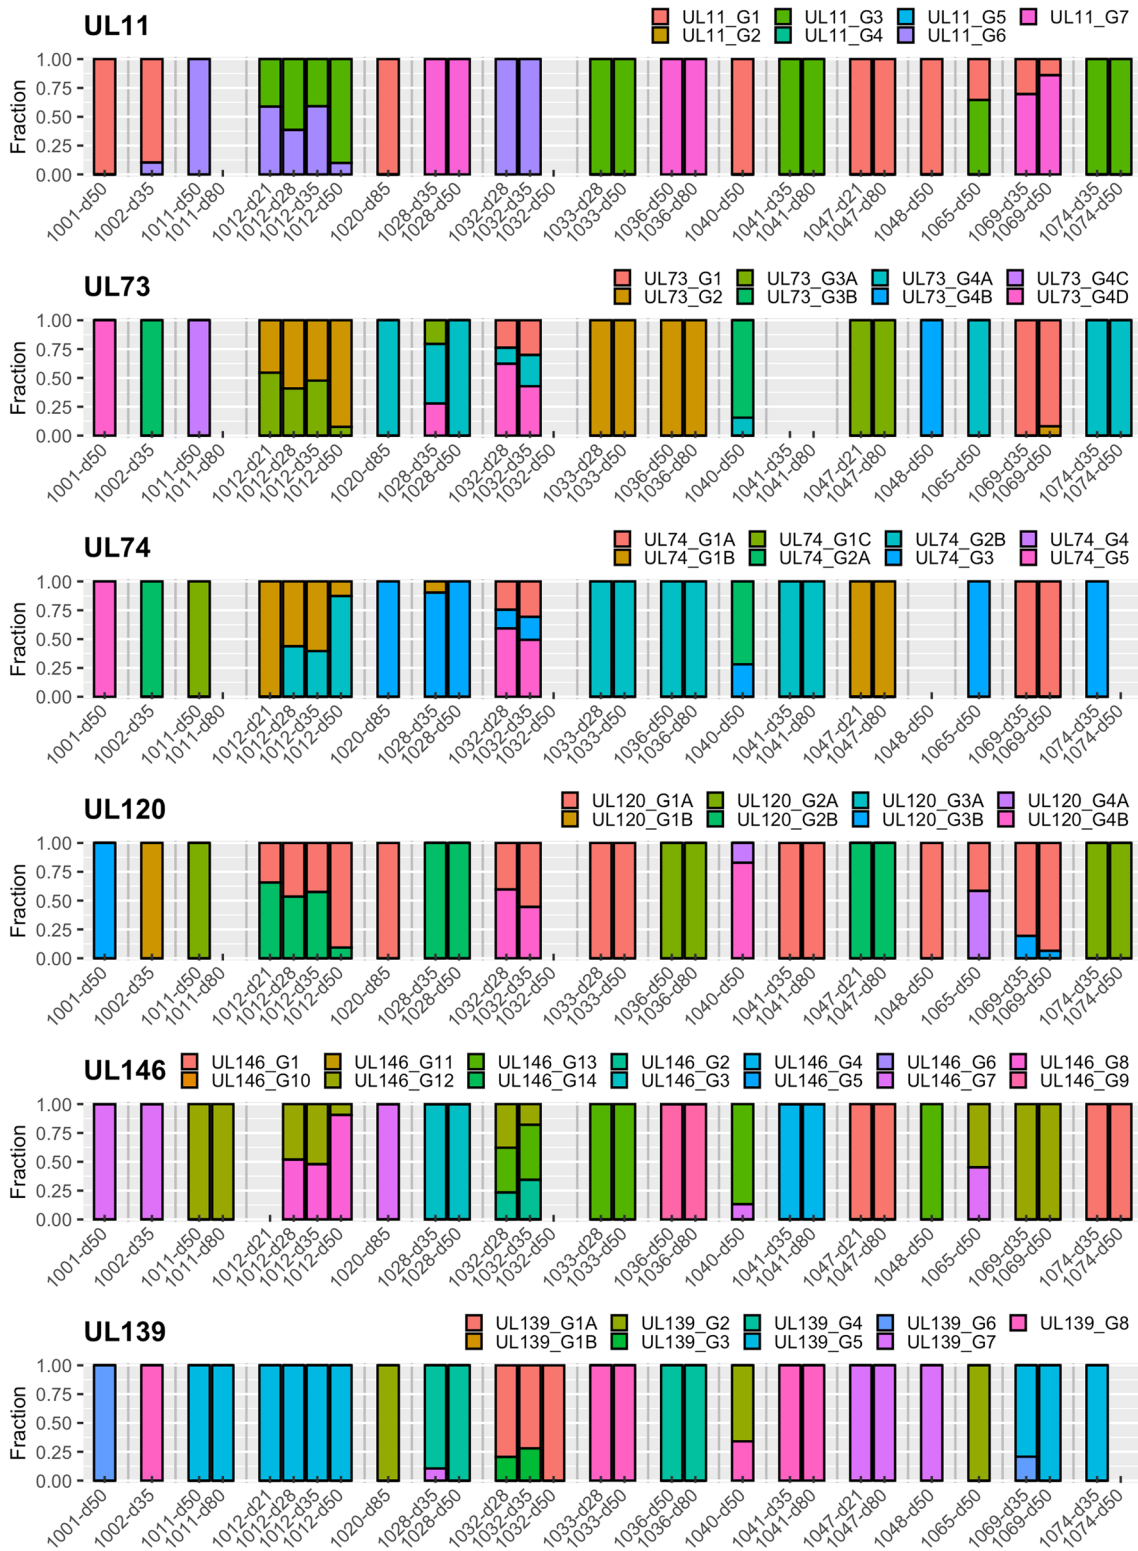 UL11
UL11_G1 UL11_G3 UL11_G5 UL11_G7
UL11_G2 UL11_G4 UL11_G6
Fraction
1.00
0.75
0.50
0.25
0.00
1001-d50 1002-d35 1011-d50 1011-d80 1012-d21 1012-d28 1012-d35 1012-d50 1020-d85 1028-d35 1028-d50 1032-d28 1032-d35 1032-d50 1033-d28 1033-d50 1036-d50 1036-d80 1040-d50 1041-d35 1041-d80 1047-d21 1047-d80 1048-d50 1065-d50 1069-d35 1069-d50 1074-d35 1074-d50
UL73
UL73_G1 UL73_G3A UL73_G4A UL73_G4C
UL73_G2 UL73_G3B UL73_G4B UL73_G4D
Fraction
1.00
0.75
0.50
0.25
0.00
1001-d50 1002-d35 1011-d50 1011-d80 1012-d21 1012-d28 1012-d35 1012-d50 1020-d85 1028-d35 1028-d50 1032-d28 1032-d35 1032-d50 1033-d28 1033-d50 1036-d50 1036-d80 1040-d50 1041-d35 1041-d80 1047-d21 1047-d80 1048-d50 1065-d50 1069-d35 1069-d50 1074-d35 1074-d50
UL74
UL74_G1A UL74_G1C UL74_G2B UL74_G4
UL74_G1B UL74_G2A UL74_G3 UL74_G5
Fraction
1.00
0.75
0.50
0.25
0.00
1001-d50 1002-d35 1011-d50 1011-d80 1012-d21 1012-d28 1012-d35 1012-d50 1020-d85 1028-d35 1028-d50 1032-d28 1032-d35 1032-d50 1033-d28 1033-d50 1036-d50 1036-d80 1040-d50 1041-d35 1041-d80 1047-d21 1047-d80 1048-d50 1065-d50 1069-d35 1069-d50 1074-d35 1074-d50
UL120
UL120_G1A UL120_G2A UL120_G3A UL120_G4A
UL120_G1B UL120_G2B UL120_G3B UL120_G4B
Fraction
1.00
0.75
0.50
0.25
0.00
1001-d50 1002-d35 1011-d50 1011-d80 1012-d21 1012-d28 1012-d35 1012-d50 1020-d85 1028-d35 1028-d50 1032-d28 1032-d35 1032-d50 1033-d28 1033-d50 1036-d50 1036-d80 1040-d50 1041-d35 1041-d80 1047-d21 1047-d80 1048-d50 1065-d50 1069-d35 1069-d50 1074-d35 1074-d50
UL146
UL146_G1 UL146_G11 UL146_G13 UL146_G2 UL146_G4 UL146_G6 UL146_G8
UL146_G10 UL146_G12 UL146_G14 UL146_G3 UL146_G5 UL146_G7 UL146_G9
Fraction
1.00
0.75
0.50
0.25
0.00
1001-d50 1002-d35 1011-d50 1011-d80 1012-d21 1012-d28 1012-d35 1012-d50 1020-d85 1028-d35 1028-d50 1032-d28 1032-d35 1032-d50 1033-d28 1033-d50 1036-d50 1036-d80 1040-d50 1041-d35 1041-d80 1047-d21 1047-d80 1048-d50 1065-d50 1069-d35 1069-d50 1074-d35 1074-d50
UL139
UL139_G1A UL139_G2 UL139_G4 UL139_G6 UL139_G8
UL139_G1B UL139_G3 UL139_G5 UL139_G7
Fraction
1.00
0.75
0.50
0.25
0.00
1001-d50 1002-d35 1011-d50 1011-d80 1012-d21 1012-d28 1012-d35 1012-d50 1020-d85 1028-d35 1028-d50 1032-d28 1032-d35 1032-d50 1033-d28 1033-d50 1036-d50 1036-d80 1040-d50 1041-d35 1041-d80 1047-d21 1047-d80 1048-d50 1065-d50 1069-d35 1069-d50 1074-d35 1074-d50